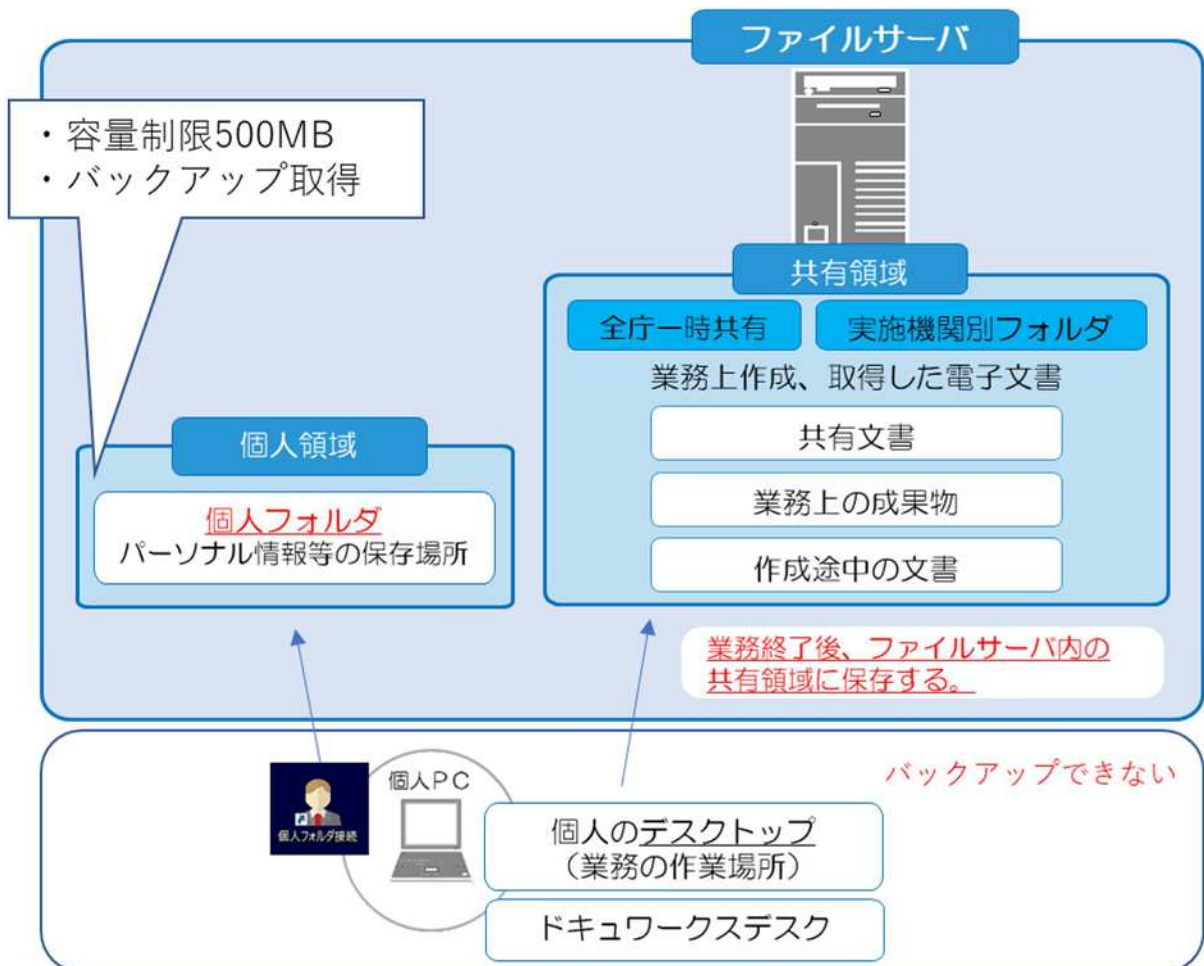 ファイルサーバ
・容量制限500MB
・バックアップ取得
共有領域
全庁一時共有
実施機関別フォルダ
業務上作成、取得した電子文書
共有文書
業務上の成果物
作成途中の文書
個人領域
個人フォルダ
パーソナル情報等の保存場所
業務終了後、ファイルサーバ内の
共有領域に保存する。
バックアップできない
個人フォルダ接続
個人PC
個人のデスクトップ
(業務の作業場所)
ドキュワークスデスク